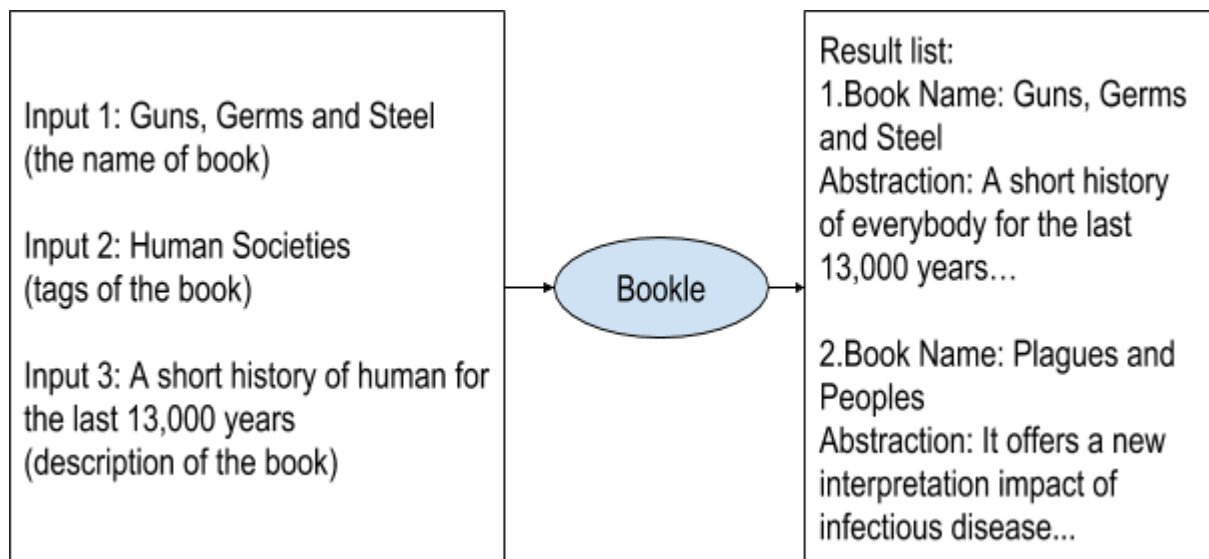 Input 1: Guns, Germs and Steel
(the name of book)
Input 2: Human Societies
(tags of the book)
Input 3: A short history of human for
the last 13,000 years
(description of the book)
Bookle
Result list:
1.Book Name: Guns, Germs
and Steel
Abstraction: A short history
of everybody for the last
13,000 years…
2.Book Name: Plagues and
Peoples
Abstraction: It offers a new
interpretation impact of
infectious disease...